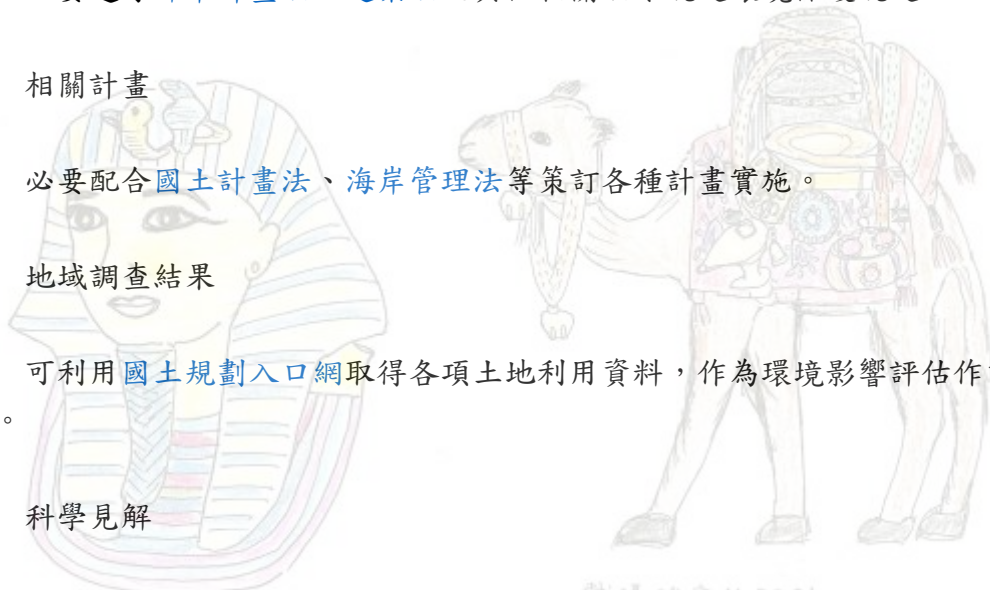 相關計畫
必要配合國土計畫法、海岸管理法等策訂各種計畫實施。
地域調查結果
可利用國土規劃入口網取得各項土地利用資料，作為環境影響評估作
。
科學見解